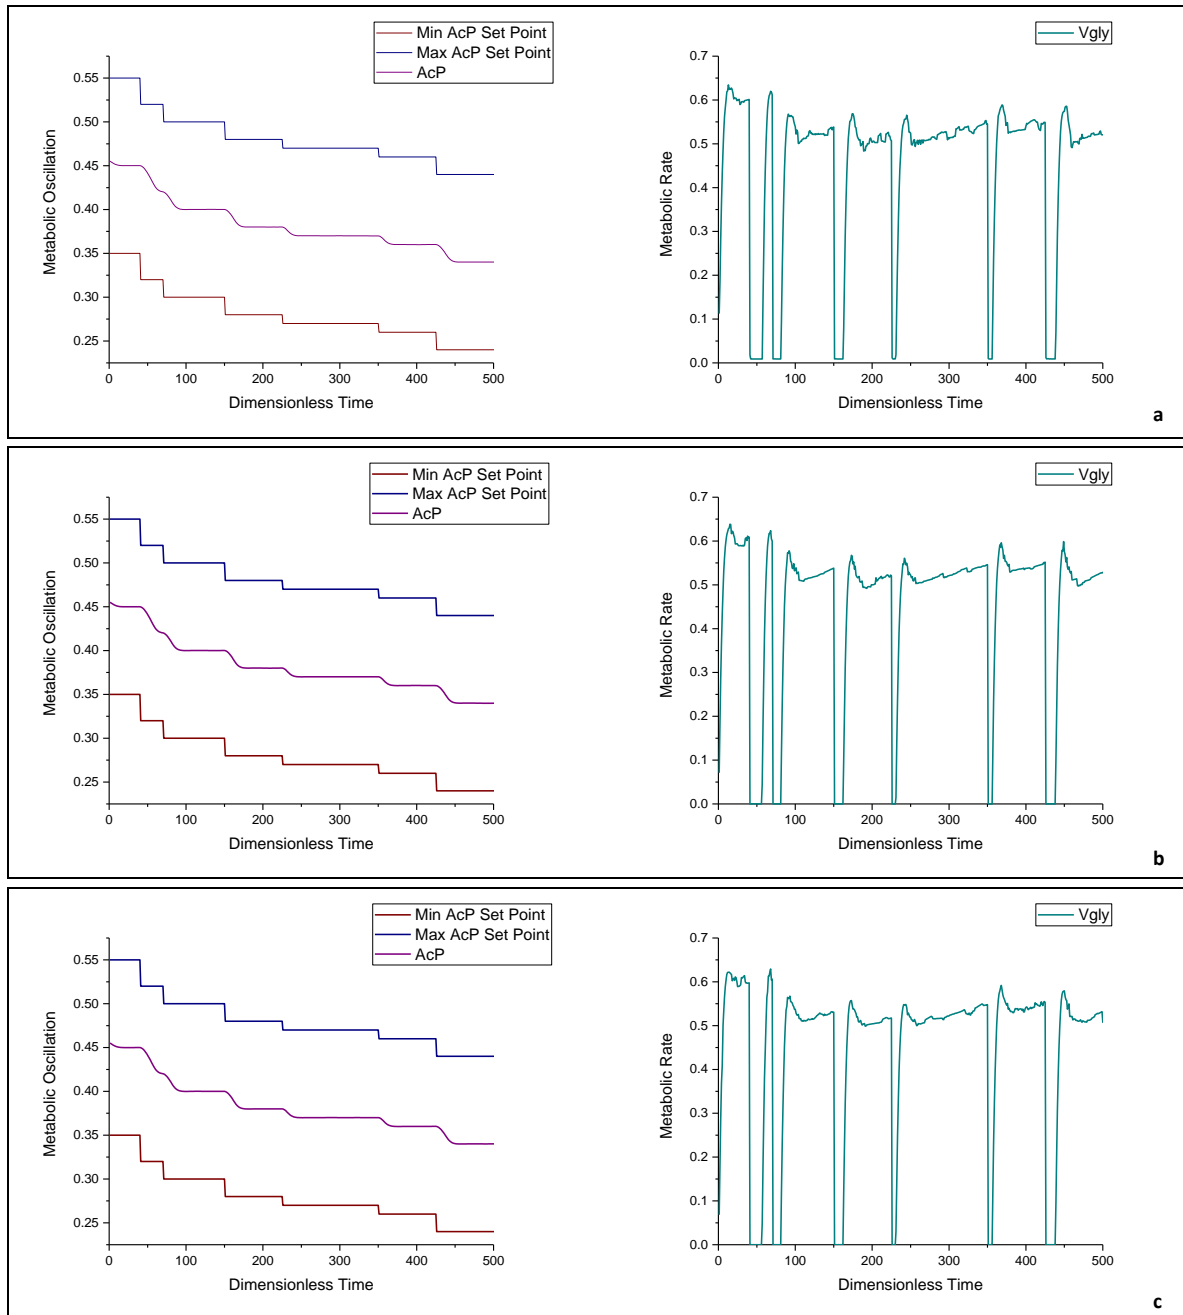 Min AcP Set Point
Max AcP Set Point
AcP
Metabolic Oscillation
0.55
0.50
0.45
0.40
0.35
0.30
0.25
0 100 200 300 400 500
Dimensionless Time
Vgly
Metabolic Rate
0.7
0.6
0.5
0.4
0.3
0.2
0.1
0.0
0 100 200 300 400 500
Dimensionless Time
a
Min AcP Set Point
Max AcP Set Point
AcP
Metabolic Oscillation
0.55
0.50
0.45
0.40
0.35
0.30
0.25
0 100 200 300 400 500
Dimensionless Time
Vgly
Metabolic Rate
0.7
0.6
0.5
0.4
0.3
0.2
0.1
0.0
0 100 200 300 400 500
Dimensionless Time
b
Min AcP Set Point
Max AcP Set Point
AcP
Metabolic Oscillation
0.55
0.50
0.45
0.40
0.35
0.30
0.25
0 100 200 300 400 500
Dimensionless Time
Vgly
Metabolic Rate
0.7
0.6
0.5
0.4
0.3
0.2
0.1
0.0
0 100 200 300 400 500
Dimensionless Time
c